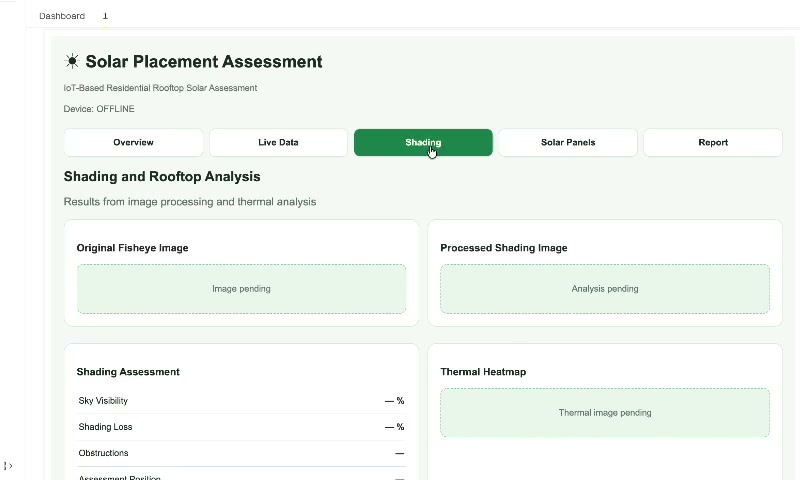 Dashboard 1
Solar Placement Assessment
IoT-Based Residential Rooftop Solar Assessment
Device: OFFLINE
Overview Live Data Shading Solar Panels Report
Shading and Rooftop Analysis
Results from image processing and thermal analysis
Original Fisheye Image
Image pending
Processed Shading Image
Analysis pending
Shading Assessment
Sky Visibility — %
Shading Loss — %
Obstructions —
Assessment Position —
Thermal Heatmap
Thermal image pending